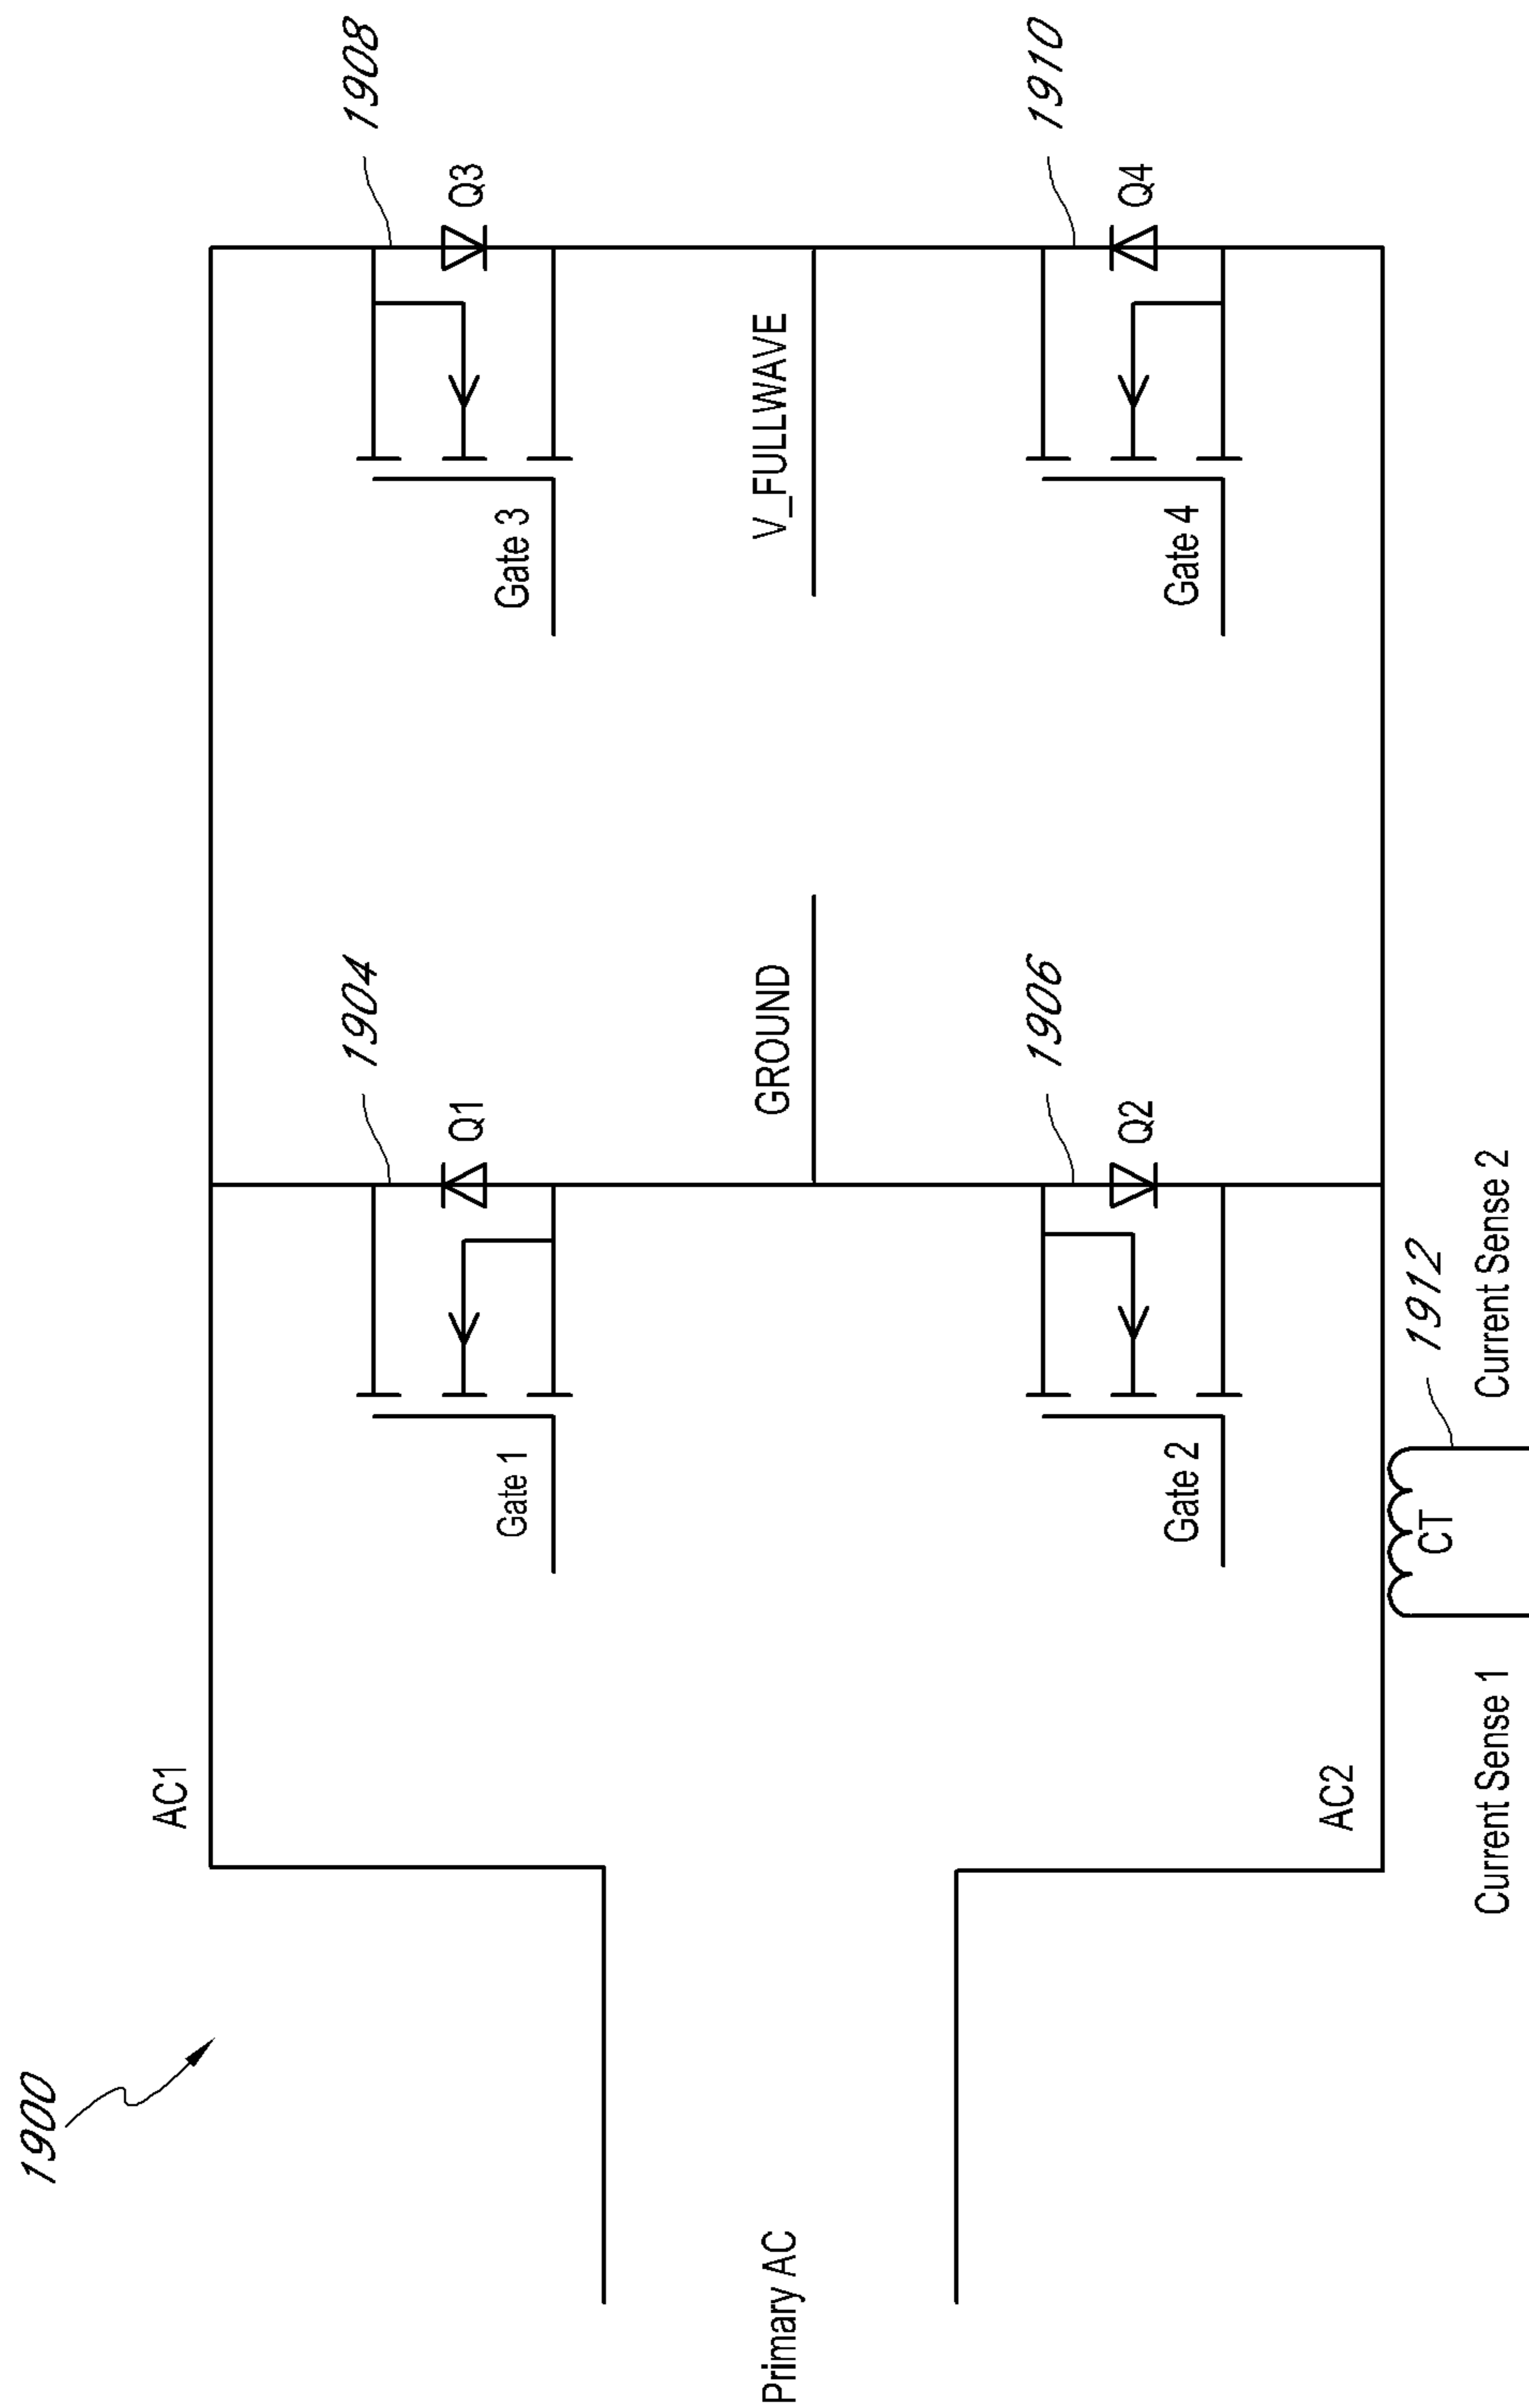 1900
Primary AC
AC1
AC2
1904
Q1
Gate 1
GROUND
1906
Q2
Gate 2
1908
Q3
Gate 3
V_FULLWAVE
1910
Q4
Gate 4
1912
CT
Current Sense 1
Current Sense 2